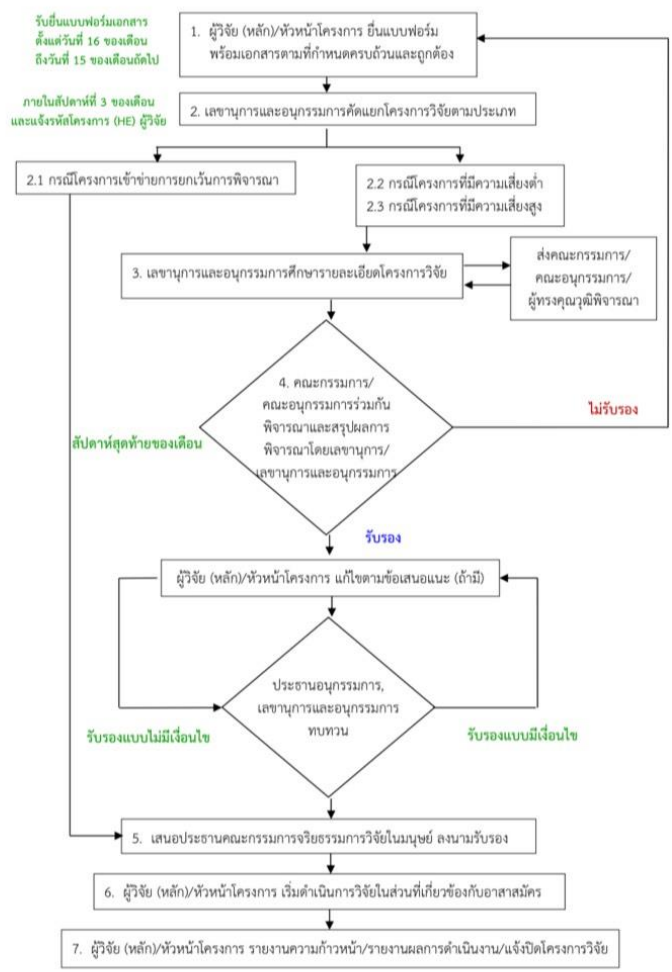 รับยื่นแบบฟอร์มเอกสาร
ตั้งแต่วันที่ 16 ของเดือน
ถึงวันที่ 15 ของเดือนถัดไป
1. ผู้วิจัย (หลัก)/หัวหน้าโครงการ ยื่นแบบฟอร์ม
พร้อมเอกสารตามที่กำหนดครบถ้วนและถูกต้อง
ภายในสัปดาห์ที่ 3 ของเดือน
และแจ้งรหัสโครงการ (HE) ผู้วิจัย
2. เลขานุการและอนุกรรมการคัดแยกโครงการวิจัยตามประเภท
2.1 กรณีโครงการเข้าข่ายการยกเว้นการพิจารณา
2.2 กรณีโครงการที่มีความเสี่ยงต่ำ
2.3 กรณีโครงการที่มีความเสี่ยงสูง
3. เลขานุการและอนุกรรมการศึกษารายละเอียดโครงการวิจัย
ส่งคณะกรรมการ/
คณะอนุกรรมการ/
ผู้ทรงคุณวุฒิพิจารณา
4. คณะกรรมการ/
คณะอนุกรรมการร่วมกัน
พิจารณาและสรุปผลการ
พิจารณาโดยเลขานุการ/
เลขานุการและอนุกรรมการ
ไม่รับรอง
สัปดาห์สุดท้ายของเดือน
รับรอง
ผู้วิจัย (หลัก)/หัวหน้าโครงการ แก้ไขตามข้อเสนอแนะ (ถ้ามี)
ประธานอนุกรรมการ,
เลขานุการและอนุกรรมการ
ทบทวน
รับรองแบบไม่มีเงื่อนไข
รับรองแบบมีเงื่อนไข
5. เสนอประธานคณะกรรมการจริยธรรมการวิจัยในมนุษย์ ลงนามรับรอง
6. ผู้วิจัย (หลัก)/หัวหน้าโครงการ เริ่มดำเนินการวิจัยในส่วนที่เกี่ยวข้องกับอาสาสมัคร
7. ผู้วิจัย (หลัก)/หัวหน้าโครงการ รายงานความก้าวหน้า/รายงานผลการดำเนินงาน/แจ้งปิดโครงการวิจัย